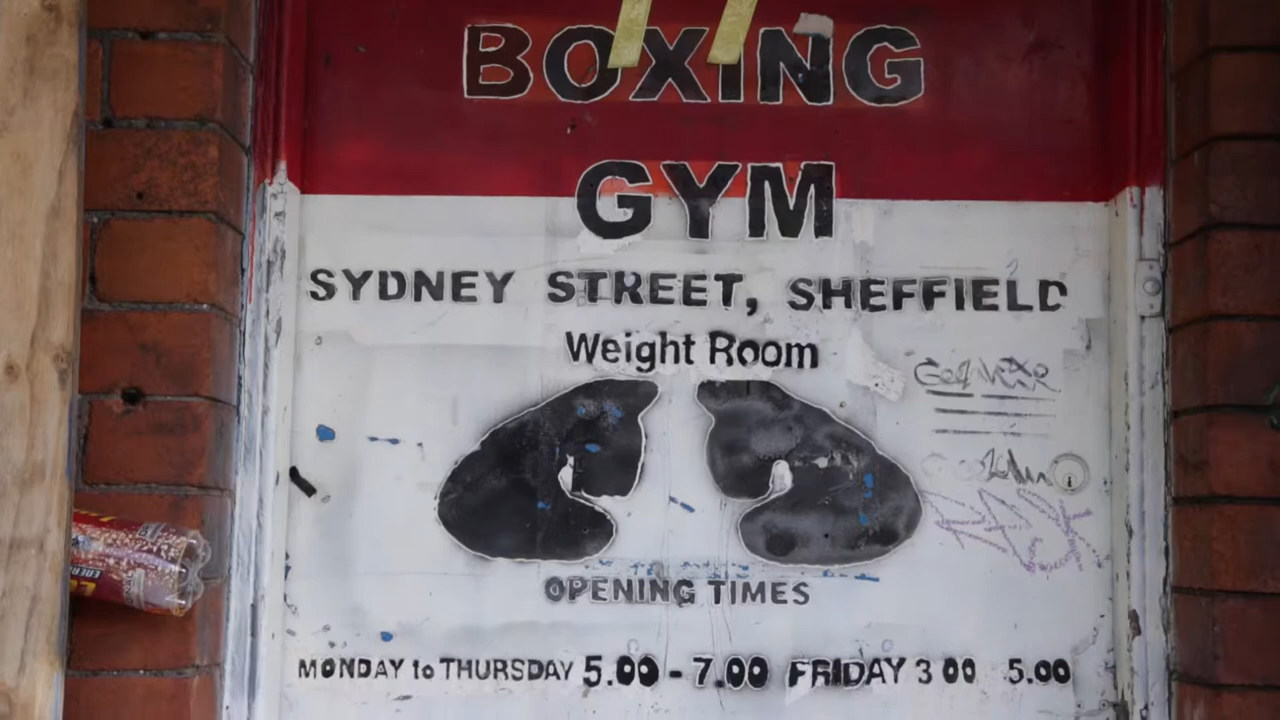 BOXING
GYM
SYDNEY STREET, SHEFFIELD
Weight Room
OPENING TIMES
MONDAY to THURSDAY 5.00 - 7.00 FRIDAY 3 00 5.00